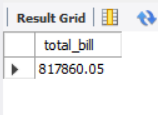 Result Grid
total_bill
817860.05